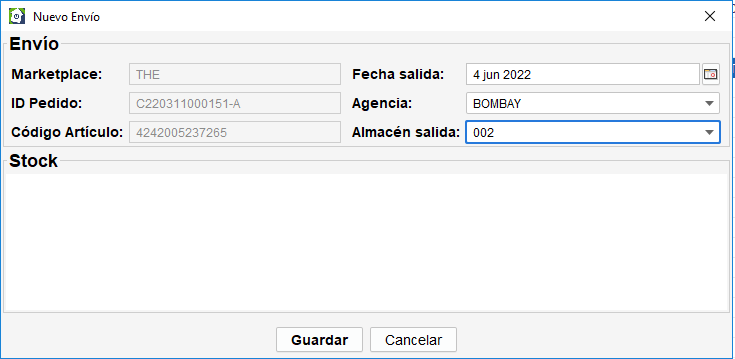 Nuevo Envío
Envío
Marketplace: THE Fecha salida: 4 jun 2022
ID Pedido: C220311000151-A Agencia: BOMBAY
Código Artículo: 4242005237265 Almacén salida: 002
Stock
Guardar Cancelar